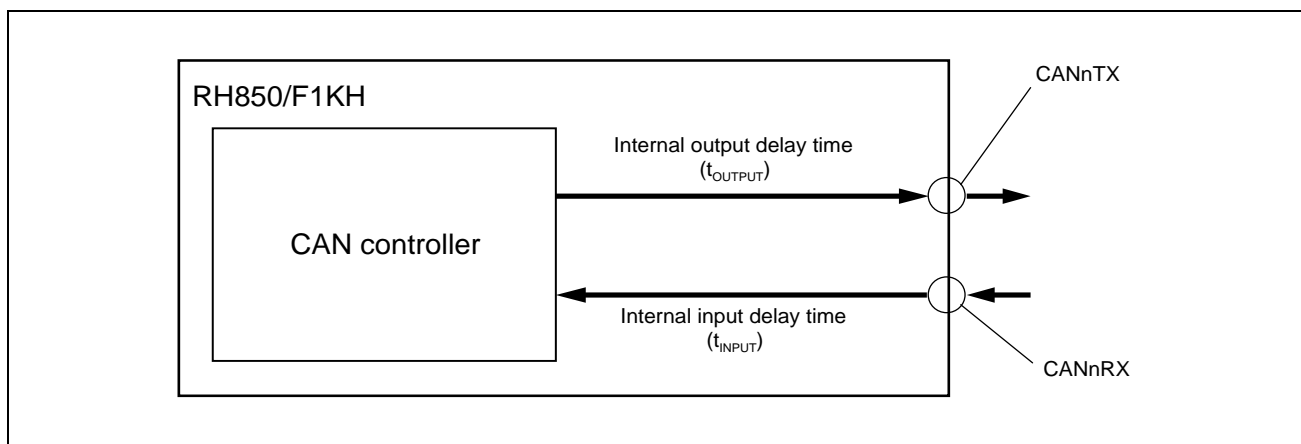 CANnTX
RH850/F1KH
Internal output delay time
(tOUTPUT)
CAN controller
Internal input delay time
(tINPUT)
CANnRX